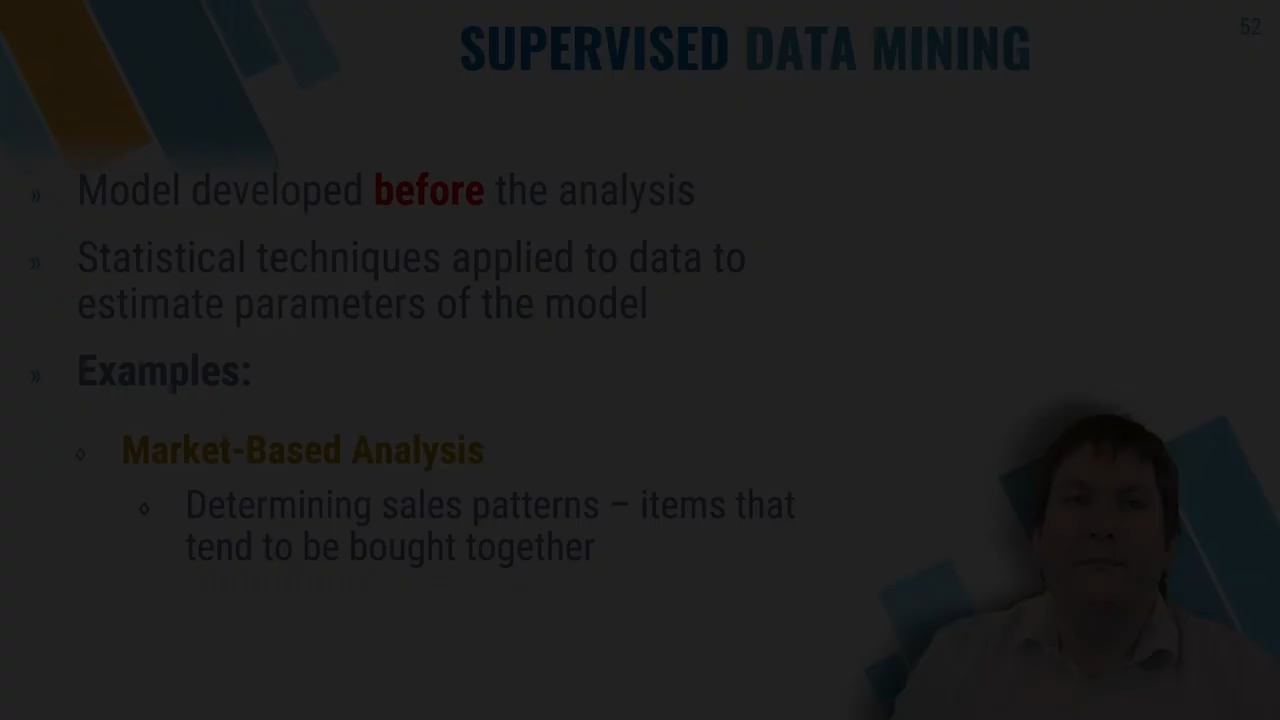 52
SUPERVISED DATA MINING
» Model developed before the analysis
» Statistical techniques applied to data to
estimate parameters of the model
» Examples:
◊ Market-Based Analysis
◊ Determining sales patterns – items that
tend to be bought together